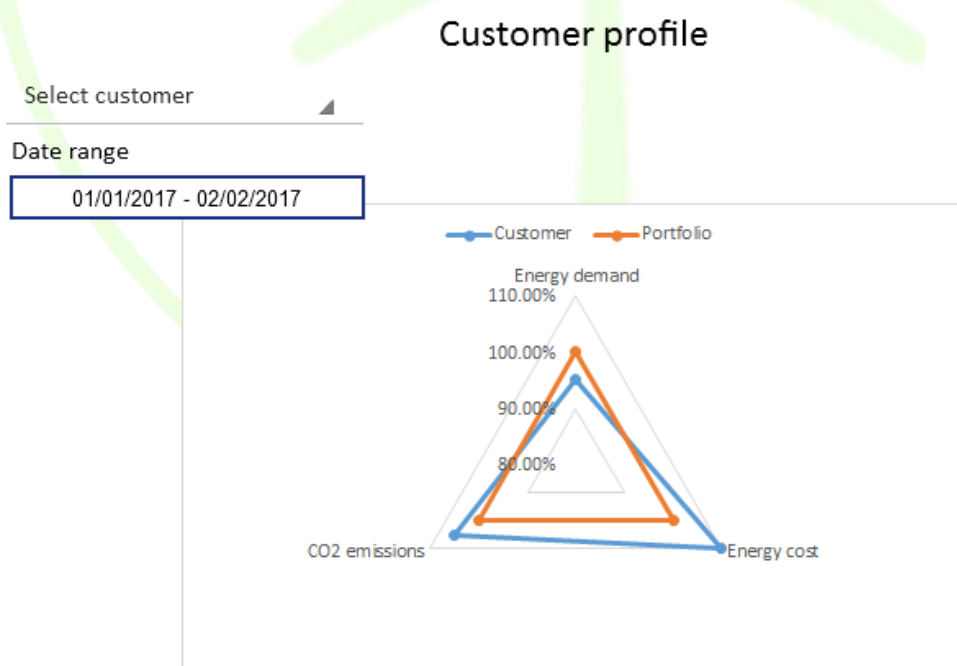 Customer profile
Select customer
Date range
01/01/2017 - 02/02/2017
Customer Portfolio
Energy demand
110.00%
100.00%
90.00%
80.00%
CO2 emissions
Energy cost